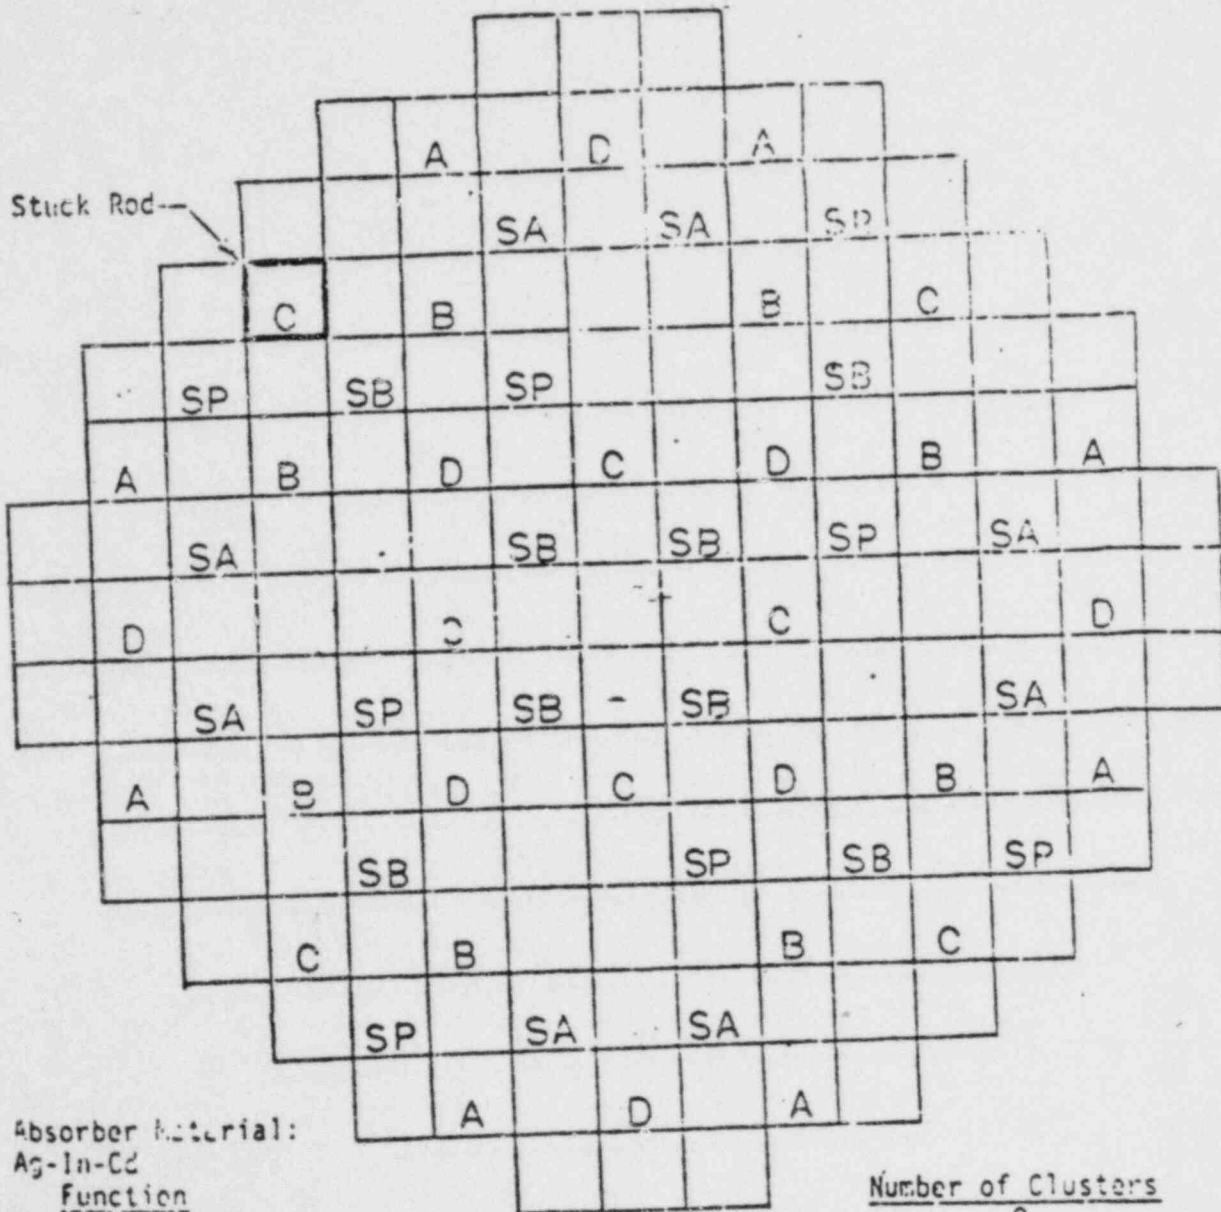 A D A
Stuck Rod
SA SA SP
C B B C
SP SB SP SB
A B D C D B A
SA SB SB SP SA
D C D
SA SP SB - SB SA
A B D C D B A
SB SP SB SP
C B B C
SP SA SA
A D A
Absorber Material:
Ag-In-Cd
Function
Number of Clusters